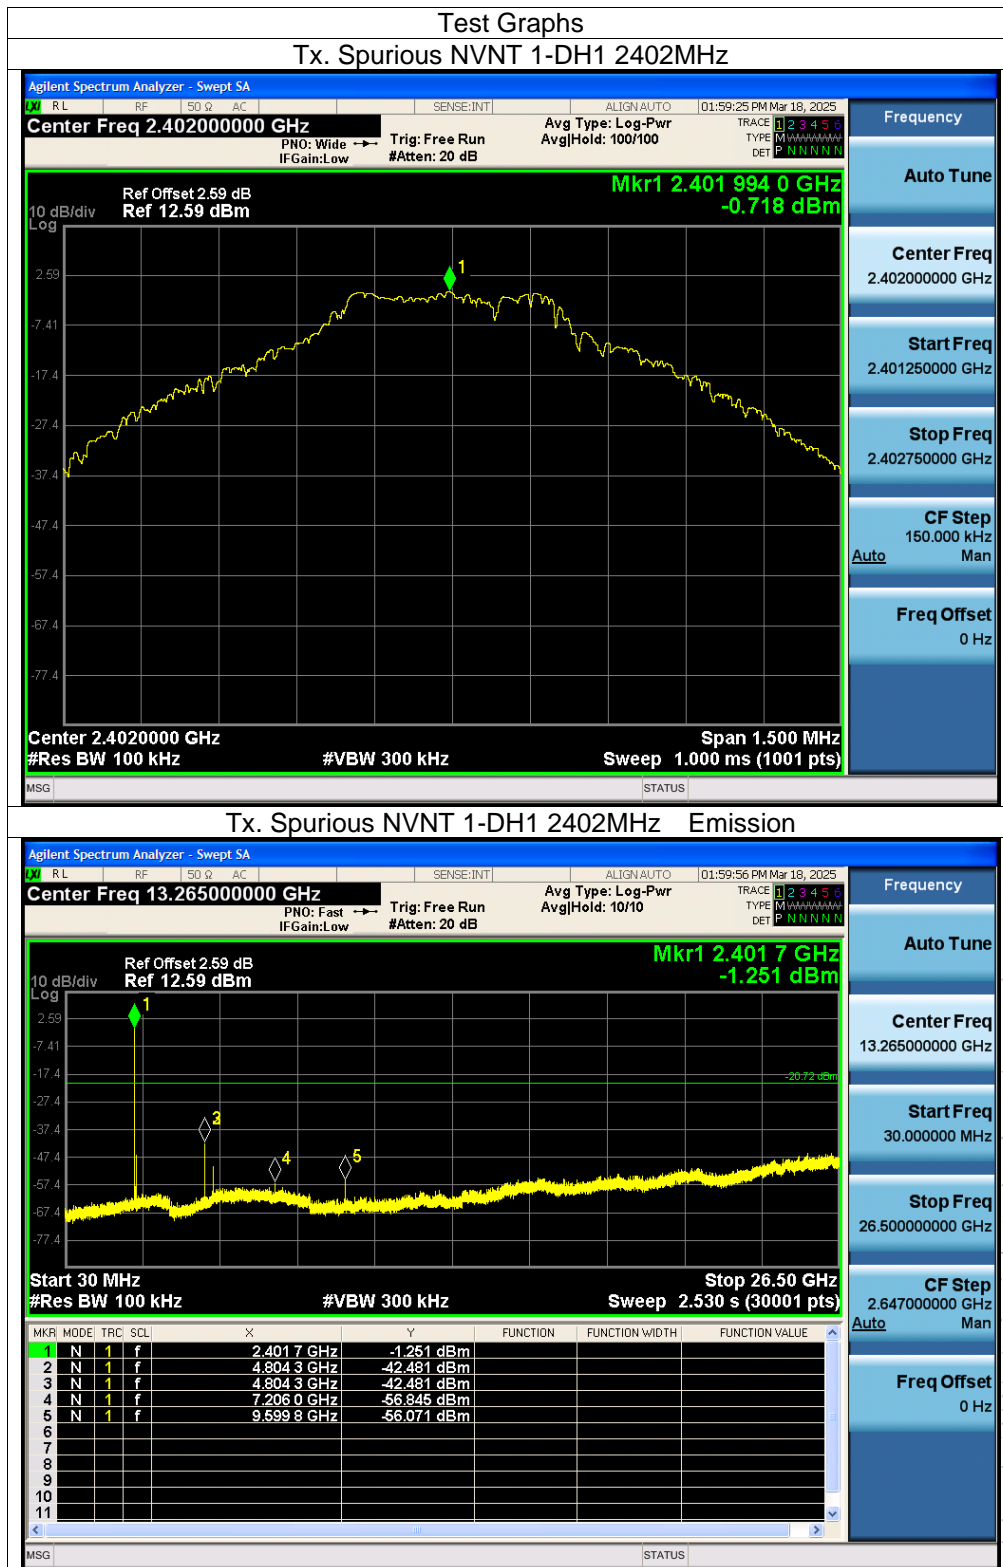 Test Graphs
Tx. Spurious NVNT 1-DH1 2402MHz
Agilent Spectrum Analyzer - Swept SA
LXI RL RF 50 Ω AC SENSE:INT ALIGN AUTO 01:59:25 PM Mar 18, 2025
Center Freq 2.402000000 GHz
PNO: Wide
IFGain:Low
Trig: Free Run
#Atten: 20 dB
Avg Type: Log-Pwr
Avg|Hold: 100/100
TRACE 1 2 3 4 5 6
TYPE M
DET P N N N N N
Frequency
Auto Tune
Center Freq
2.402000000 GHz
Start Freq
2.401250000 GHz
Stop Freq
2.402750000 GHz
CF Step
150.000 kHz
Auto Man
Freq Offset
0 Hz
Mkr1 2.401 994 0 GHz
-0.718 dBm
Ref Offset 2.59 dB
10 dB/div Ref 12.59 dBm
Log
1
2.59
-7.41
-17.4
-27.4
-37.4
-47.4
-57.4
-67.4
-77.4
Center 2.4020000 GHz Span 1.500 MHz
#Res BW 100 kHz #VBW 300 kHz Sweep 1.000 ms (1001 pts)
MSG STATUS
Tx. Spurious NVNT 1-DH1 2402MHz Emission
Agilent Spectrum Analyzer - Swept SA
LXI RL RF 50 Ω AC SENSE:INT ALIGN AUTO 01:59:56 PM Mar 18, 2025
Center Freq 13.265000000 GHz
PNO: Fast
IFGain:Low
Trig: Free Run
#Atten: 20 dB
Avg Type: Log-Pwr
Avg|Hold: 10/10
TRACE 1 2 3 4 5 6
TYPE M
DET P N N N N N
Frequency
Auto Tune
Center Freq
13.265000000 GHz
Start Freq
30.000000 MHz
Stop Freq
26.500000000 GHz
CF Step
2.647000000 GHz
Auto Man
Freq Offset
0 Hz
Mkr1 2.401 7 GHz
-1.251 dBm
Ref Offset 2.59 dB
10 dB/div Ref 12.59 dBm
Log
1
2.59
-7.41
-17.4
-20.72 dBm
-27.4
-37.4
3
-47.4
4 5
-57.4
-67.4
-77.4
Start 30 MHz Stop 26.50 GHz
#Res BW 100 kHz #VBW 300 kHz Sweep 2.530 s (30001 pts)
MKR MODE TRC SCL X Y FUNCTION FUNCTION WIDTH FUNCTION VALUE
1 N 1 f 2.401 7 GHz -1.251 dBm
2 N 1 f 4.804 3 GHz -42.481 dBm
3 N 1 f 4.804 3 GHz -42.481 dBm
4 N 1 f 7.206 0 GHz -56.845 dBm
5 N 1 f 9.599 8 GHz -56.071 dBm
6
7
8
9
10
11
MSG STATUS